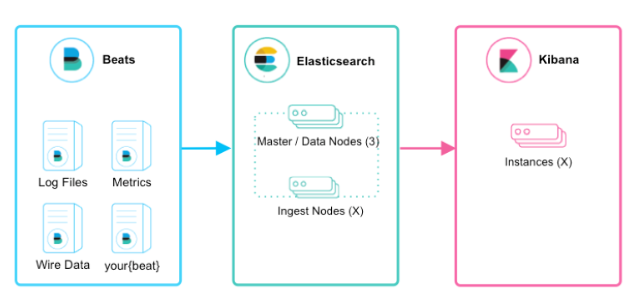 Beats
Log Files
Metrics
Wire Data
your{beat}
Elasticsearch
Master / Data Nodes (3)
Ingest Nodes (X)
Kibana
Instances (X)